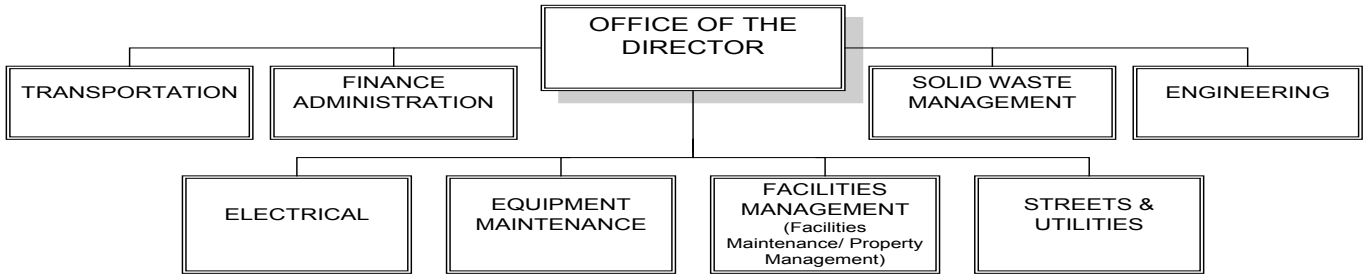 OFFICE OF THE
DIRECTOR
TRANSPORTATION
FINANCE
ADMINISTRATION
SOLID WASTE
MANAGEMENT
ENGINEERING
ELECTRICAL
EQUIPMENT
MAINTENANCE
FACILITIES
MANAGEMENT
(Facilities
Maintenance/ Property
Management)
STREETS &
UTILITIES